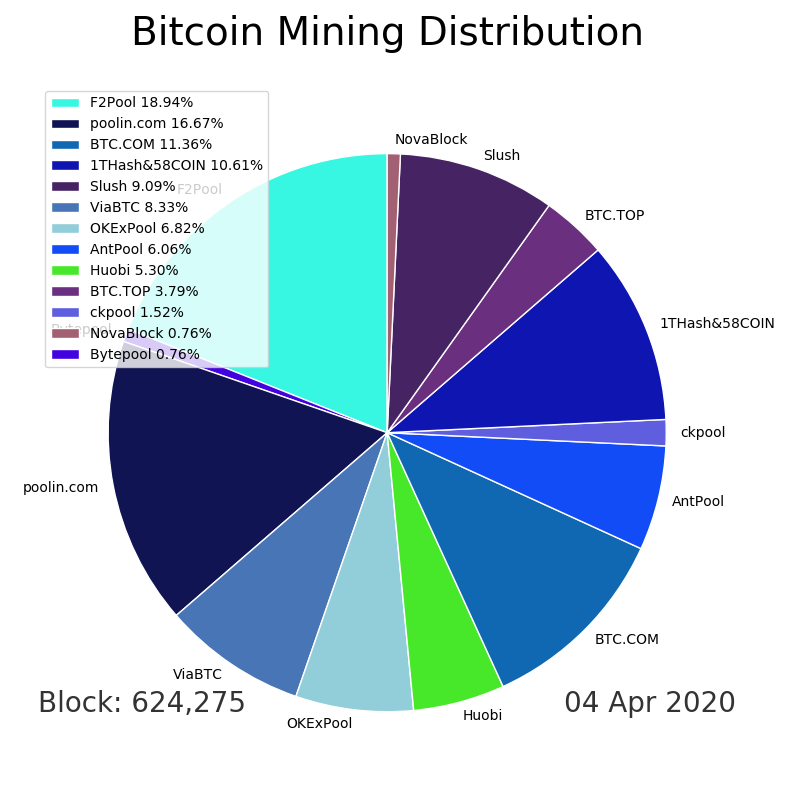 Bitcoin Mining Distribution
F2Pool 18.94%
poolin.com 16.67%
BTC.COM 11.36%
1THash&58COIN 10.61%
Slush 9.09%
ViaBTC 8.33%
OKExPool 6.82%
AntPool 6.06%
Huobi 5.30%
BTC.TOP 3.79%
ckpool 1.52%
NovaBlock 0.76%
Bytepool 0.76%
NovaBlock
Slush
BTC.TOP
1THash&58COIN
ckpool
AntPool
BTC.COM
Huobi
OKExPool
ViaBTC
poolin.com
Bytepool
F2Pool
Block: 624,275
04 Apr 2020